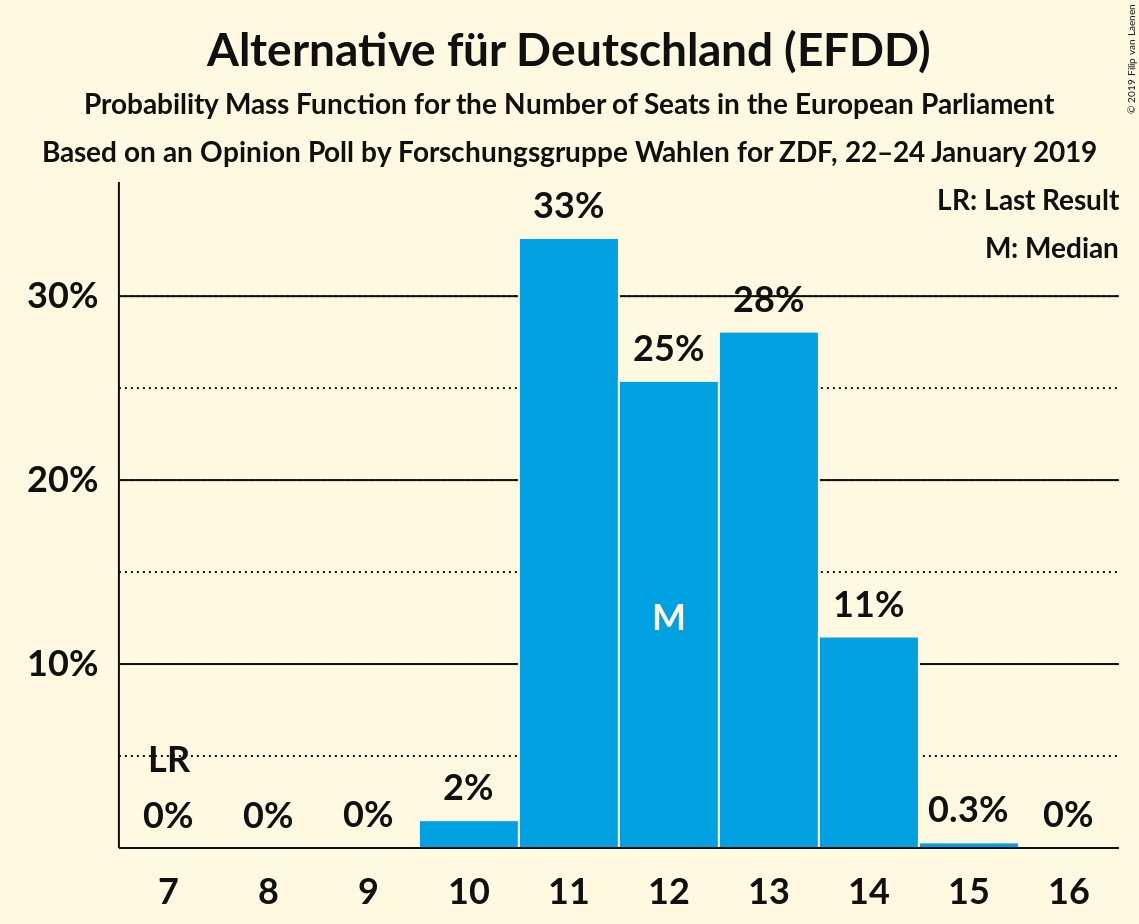 Alternative für Deutschland (EFDD)
Probability Mass Function for the Number of Seats in the European Parliament
Based on an Opinion Poll by Forschungsgruppe Wahlen for ZDF, 22–24 January 2019
© 2019 Filip van Laenen
LR: Last Result
M: Median
33%
30%
28%
25%
20%
M
11%
10%
LR
0%
0%
0%
2%
0.3%
0%
7 8 9 10 11 12 13 14 15 16